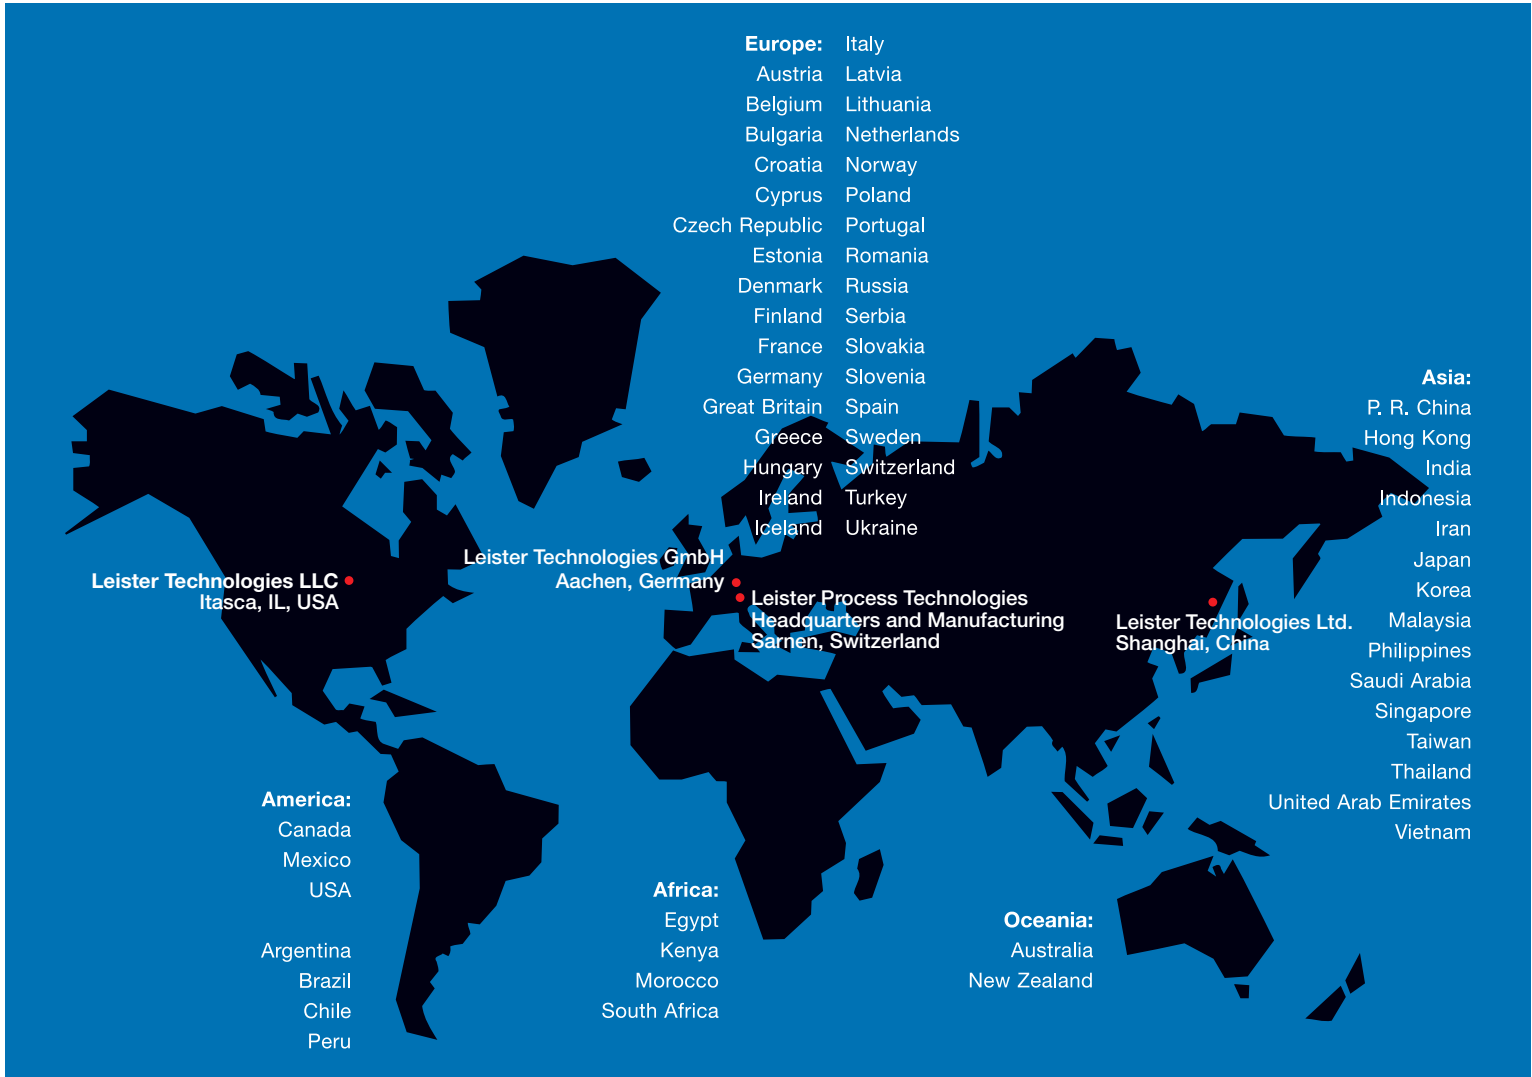 Europe:
Austria
Belgium
Bulgaria
Croatia
Cyprus
Czech Republic
Estonia
Denmark
Finland
France
Germany
Great Britain
Greece
Hungary
Ireland
Iceland
Italy
Latvia
Lithuania
Netherlands
Norway
Poland
Portugal
Romania
Russia
Serbia
Slovakia
Slovenia
Spain
Sweden
Switzerland
Turkey
Ukraine
Asia:
P. R. China
Hong Kong
India
Indonesia
Iran
Japan
Korea
Malaysia
Philippines
Saudi Arabia
Singapore
Taiwan
Thailand
United Arab Emirates
Vietnam
Leister Technologies LLC
Itasca, IL, USA
Leister Technologies GmbH
Aachen, Germany
Leister Process Technologies
Headquarters and Manufacturing
Sarnen, Switzerland
Leister Technologies Ltd.
Shanghai, China
America:
Canada
Mexico
USA
Argentina
Brazil
Chile
Peru
Africa:
Egypt
Kenya
Morocco
South Africa
Oceania:
Australia
New Zealand